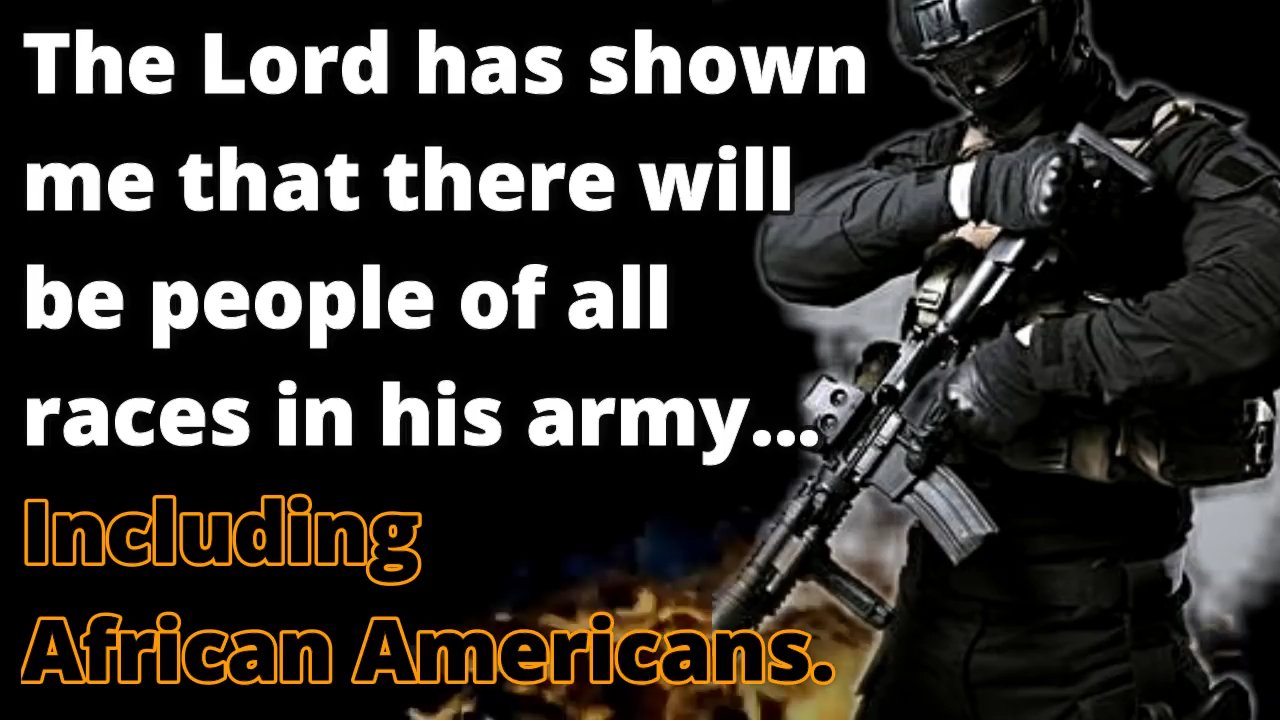 The Lord has shown
me that there will
be people of all
races in his army...
Including
African Americans.